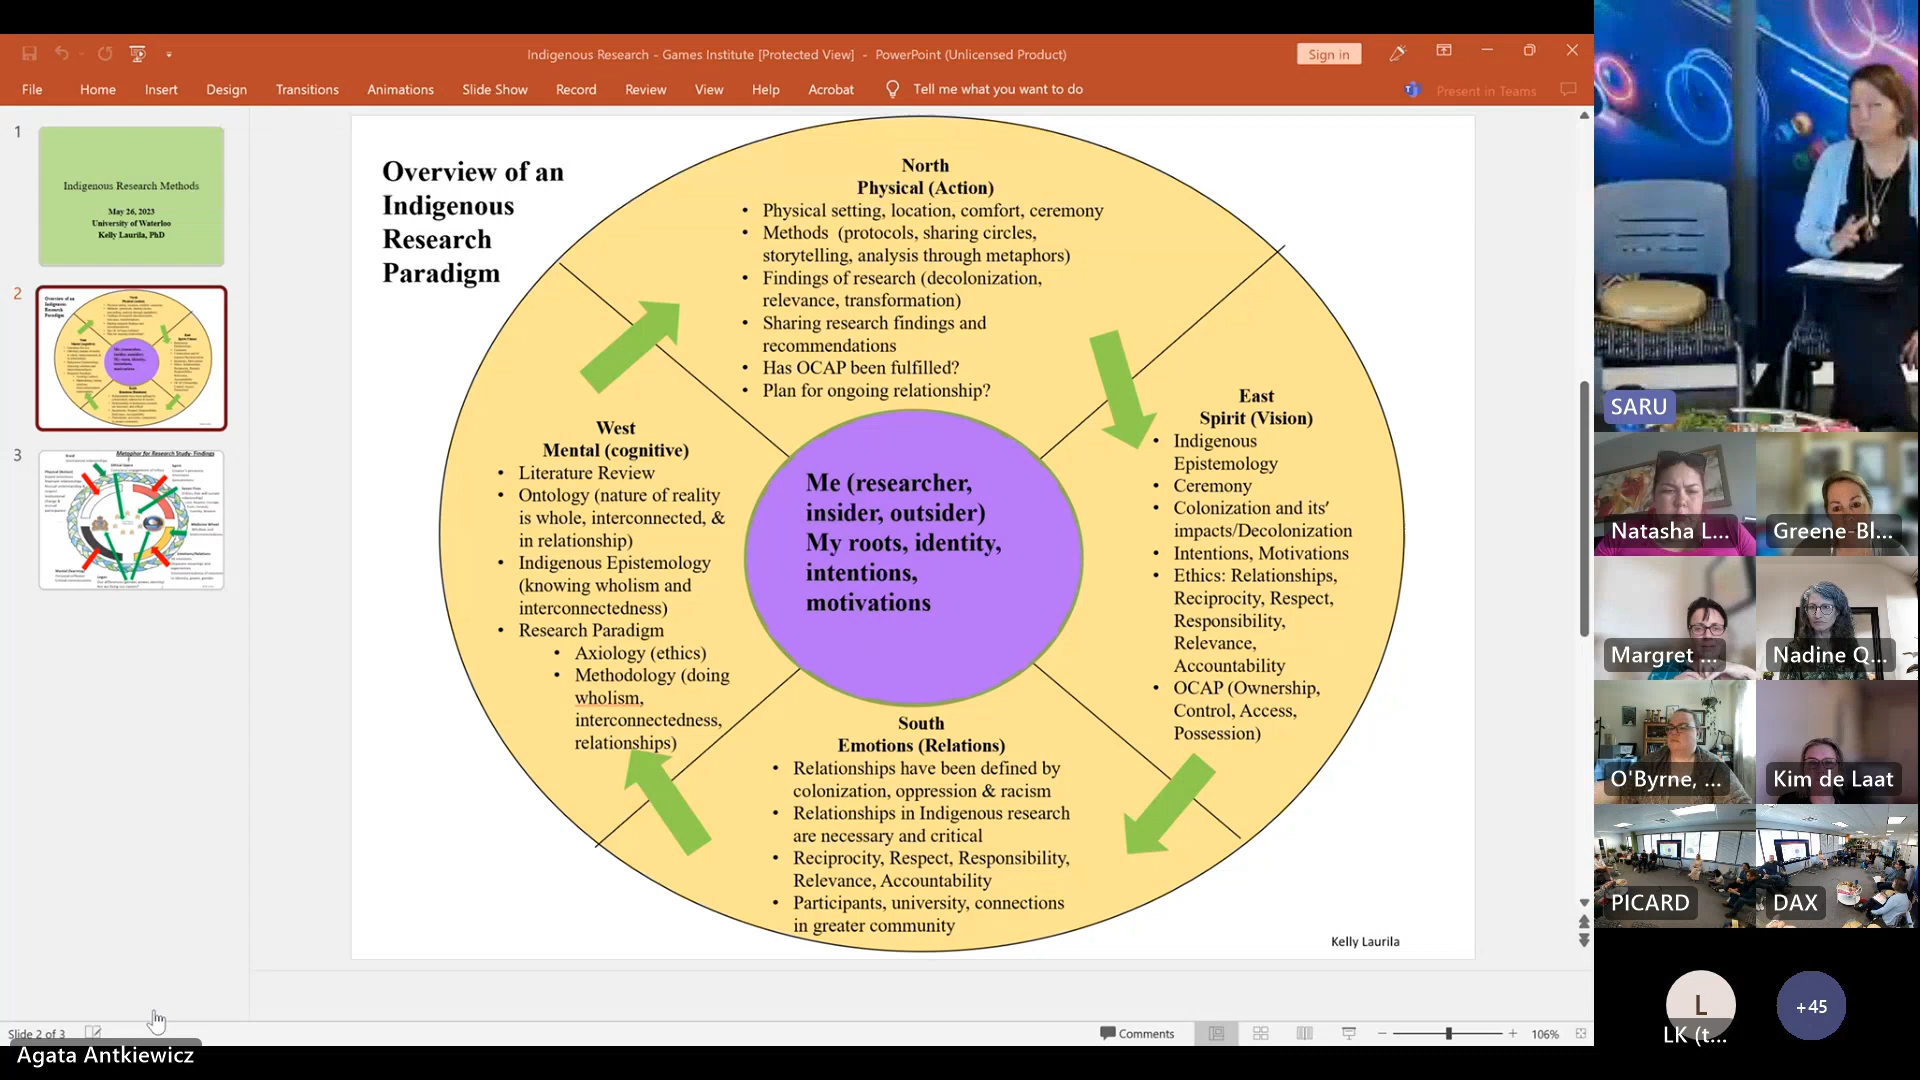 Indigenous Research - Games Institute [Protected View] - PowerPoint (Unlicensed Product)
Sign in
File Home Insert Design Transitions Animations Slide Show Record Review View Help Acrobat Tell me what you want to do
Present in Teams
1
Indigenous Research Methods
May 26, 2023
University of Waterloo
Kelly Laurila, PhD
2
3
Metaphor for Research Study- Findings
Overview of an
Indigenous
Research
Paradigm
North
Physical (Action)
• Physical setting, location, comfort, ceremony
• Methods (protocols, sharing circles,
storytelling, analysis through metaphors)
• Findings of research (decolonization,
relevance, transformation)
• Sharing research findings and
recommendations
• Has OCAP been fulfilled?
• Plan for ongoing relationship?
East
Spirit (Vision)
• Indigenous
Epistemology
• Ceremony
• Colonization and its’
impacts/Decolonization
• Intentions, Motivations
• Ethics: Relationships,
Reciprocity, Respect,
Responsibility,
Relevance,
Accountability
• OCAP (Ownership,
Control, Access,
Possession)
West
Mental (cognitive)
• Literature Review
• Ontology (nature of reality
is whole, interconnected, &
in relationship)
• Indigenous Epistemology
(knowing wholism and
interconnectedness)
• Research Paradigm
• Axiology (ethics)
• Methodology (doing
wholism,
interconnectedness,
relationships)
Me (researcher,
insider, outsider)
My roots, identity,
intentions,
motivations
South
Emotions (Relations)
• Relationships have been defined by
colonization, oppression & racism
• Relationships in Indigenous research
are necessary and critical
• Reciprocity, Respect, Responsibility,
Relevance, Accountability
• Participants, university, connections
in greater community
Kelly Laurila
Slide 2 of 3
Comments
106%
Agata Antkiewicz
SARU
Natasha L...
Greene-Bl...
Margret ...
Nadine Q...
O'Byrne, ...
Kim de Laat
PICARD
DAX
L
LK (t...
+45